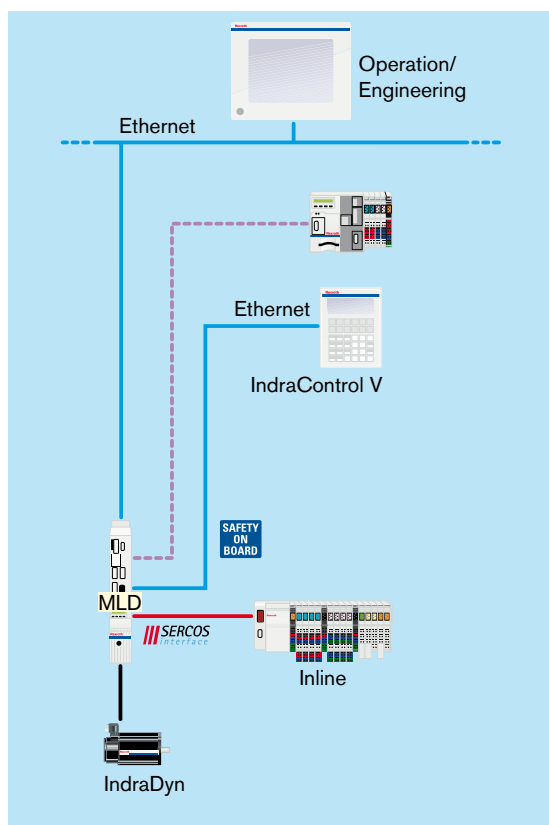 Operation/
Engineering
Ethernet
Ethernet
IndraControl V
SAFETY
ON
BOARD
MLD
SERCOS
interface
Inline
IndraDyn